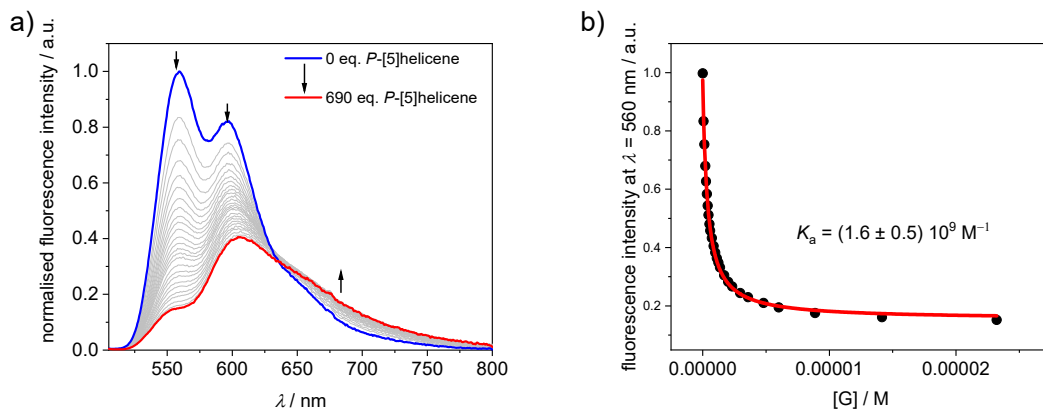 a)
normalised fluorescence intensity / a.u.
1.0
0.8
0.6
0.4
0.2
0.0
0 eq. P-[5]helicene
690 eq. P-[5]helicene
550 600 650 700 750 800
λ / nm
b)
fluorescence intensity at λ = 560 nm / a.u.
1.0
0.8
0.6
0.4
0.2
Kₐ = (1.6 ± 0.5) 10⁹ M⁻¹
0.00000 0.00001 0.00002
[G] / M